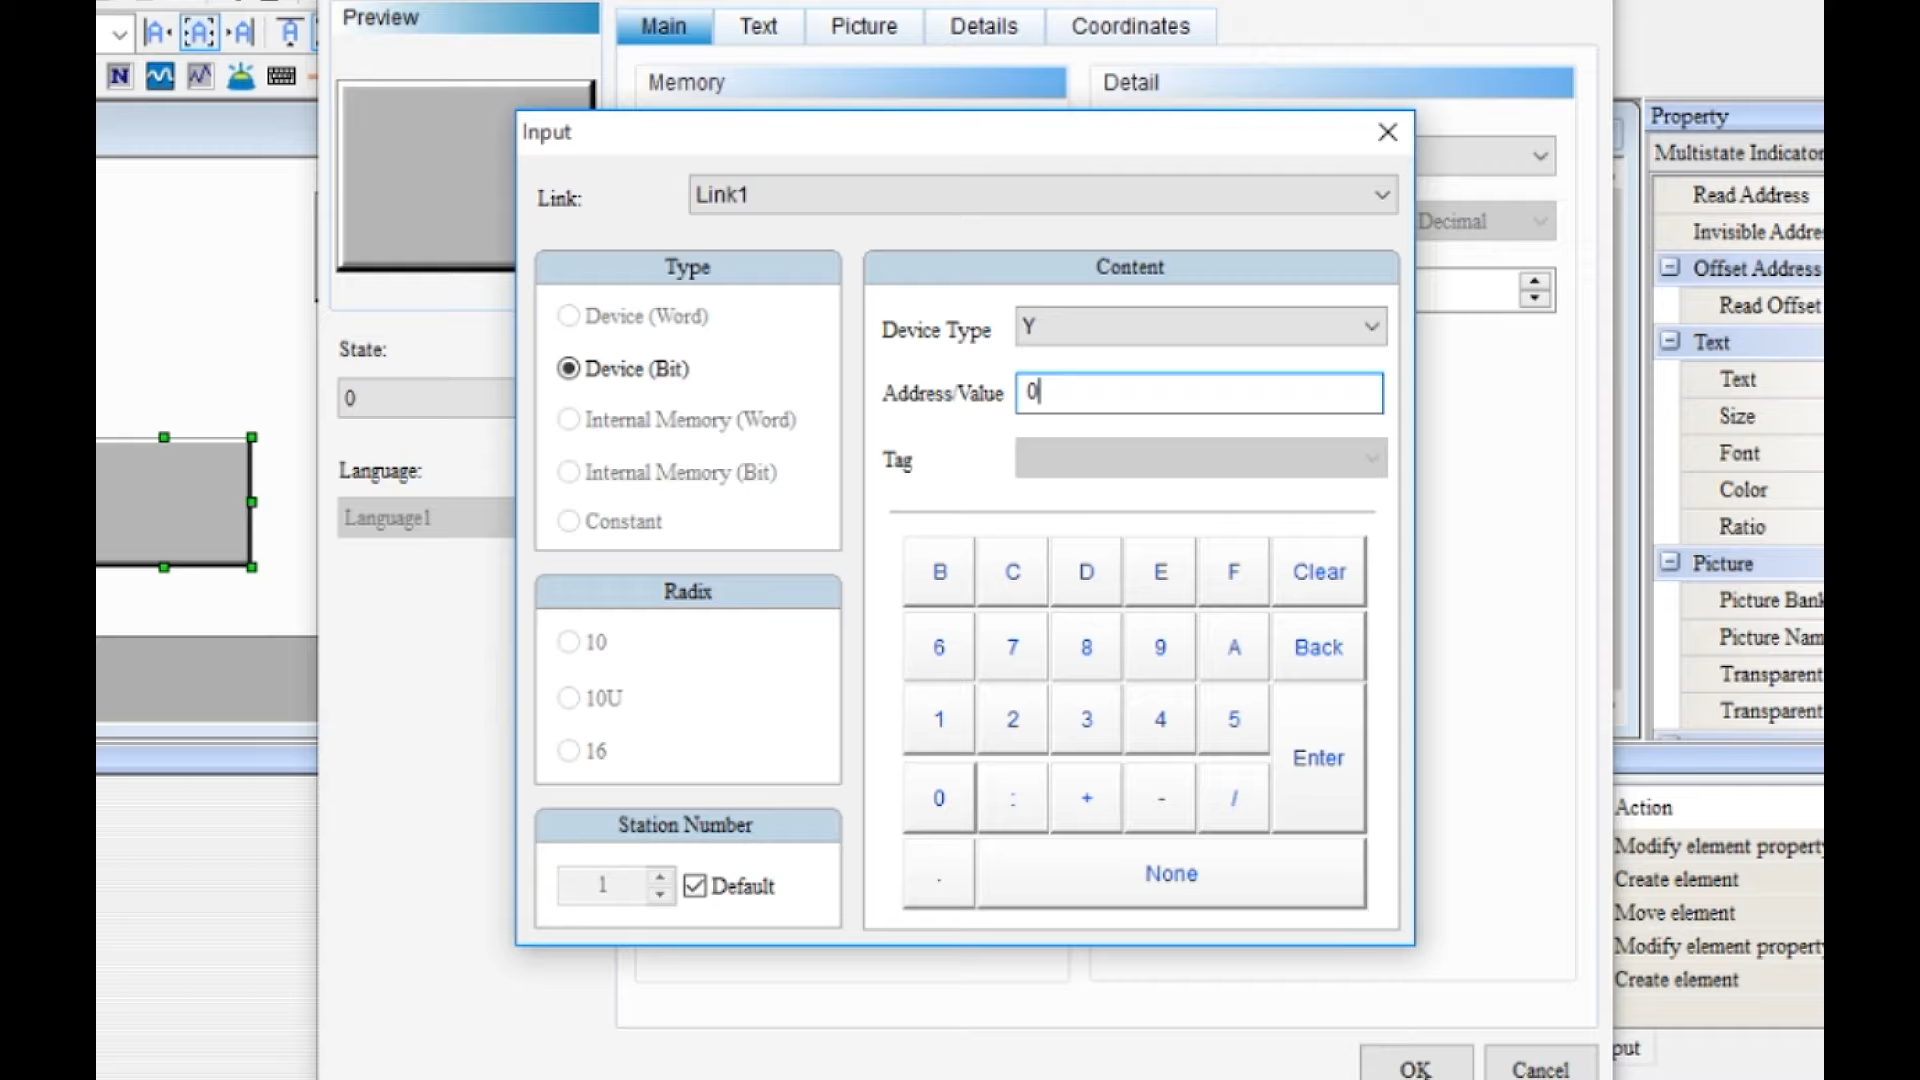 Preview
Main
Text
Picture
Details
Coordinates
N
Memory
Detail
Input
Link:
Link1
Decimal
Type
Device (Word)
Device (Bit)
Internal Memory (Word)
Internal Memory (Bit)
Constant
Radix
10
10U
16
Station Number
1
Default
Content
Device Type
Y
Address/Value
0
Tag
B C D E F Clear
6 7 8 9 A Back
1 2 3 4 5
Enter
0 : + - /
. None
State:
0
Language:
Language1
OK
Cancel
Property
Multistate Indicator
Read Address
Invisible Addre
Offset Address
Read Offset
Text
Text
Size
Font
Color
Ratio
Picture
Picture Bank
Picture Nam
Transparent
Transparent
Action
Modify element property
Create element
Move element
Modify element property
Create element
put